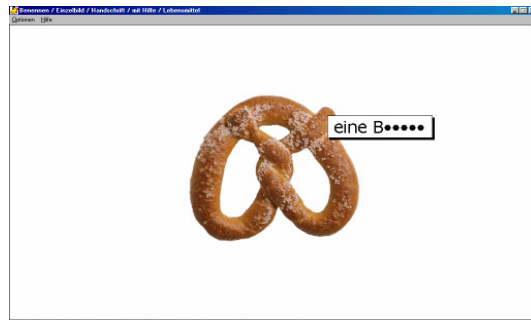 Benennen / Einzelbild / Handschrift / mit Hilfe / Lebensmittel
Optionen Hilfe
eine B●●●●●